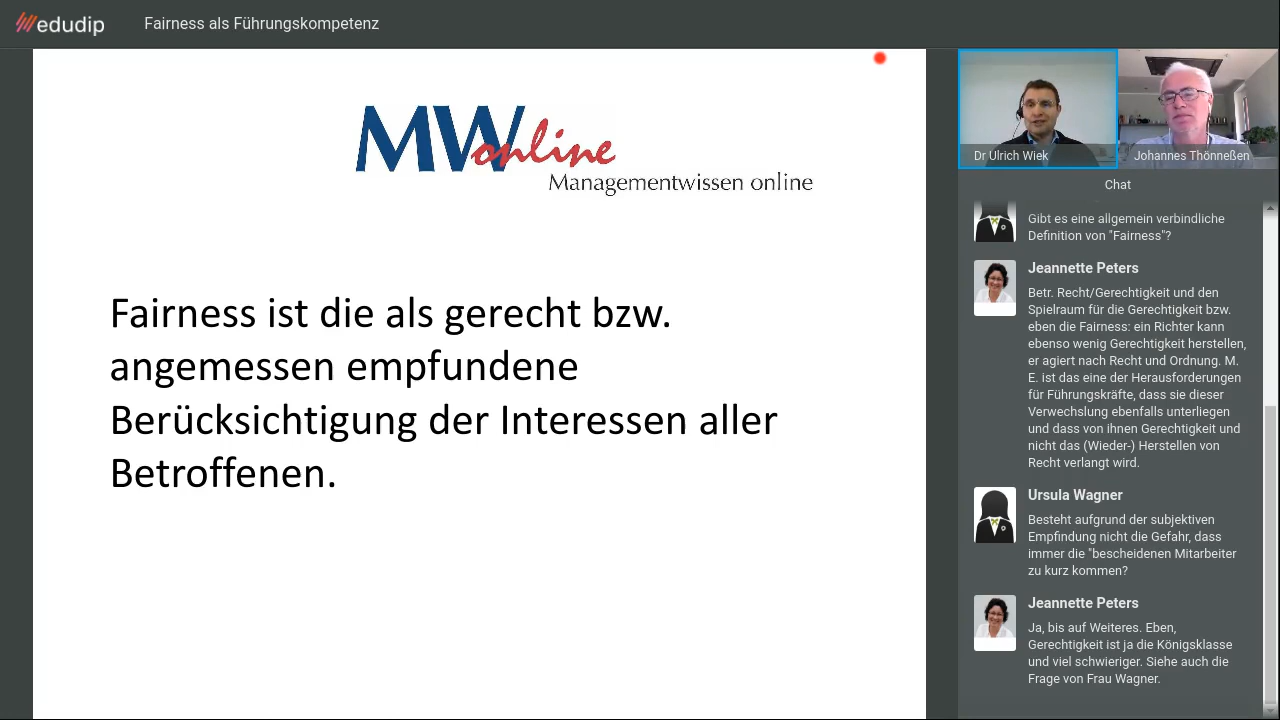 edudip
Fairness als Führungskompetenz
MWonline
Managementwissen online
Fairness ist die als gerecht bzw.
angemessen empfundene
Berücksichtigung der Interessen aller
Betroffenen.
Dr Ulrich Wiek
Johannes Thönneßen
Chat
Gibt es eine allgemein verbindliche
Definition von "Fairness"?
Jeannette Peters
Betr. Recht/Gerechtigkeit und den
Spielraum für die Gerechtigkeit bzw.
eben die Fairness: ein Richter kann
ebenso wenig Gerechtigkeit herstellen,
er agiert nach Recht und Ordnung. M.
E. ist das eine der Herausforderungen
für Führungskräfte, dass sie dieser
Verwechslung ebenfalls unterliegen
und dass von ihnen Gerechtigkeit und
nicht das (Wieder-) Herstellen von
Recht verlangt wird.
Ursula Wagner
Besteht aufgrund der subjektiven
Empfindung nicht die Gefahr, dass
immer die "bescheidenen Mitarbeiter
zu kurz kommen?
Jeannette Peters
Ja, bis auf Weiteres. Eben,
Gerechtigkeit ist ja die Königsklasse
und viel schwieriger. Siehe auch die
Frage von Frau Wagner.